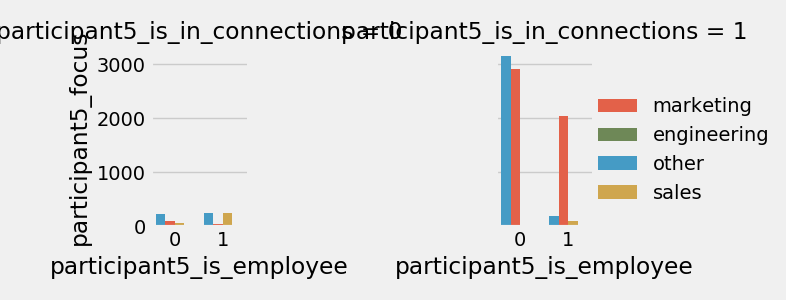 participant5_is_in_connections = 0
participant5_is_in_connections = 1
participant5_focus
3000
2000
1000
0
0
1
0
1
participant5_is_employee
participant5_is_employee
marketing
engineering
other
sales